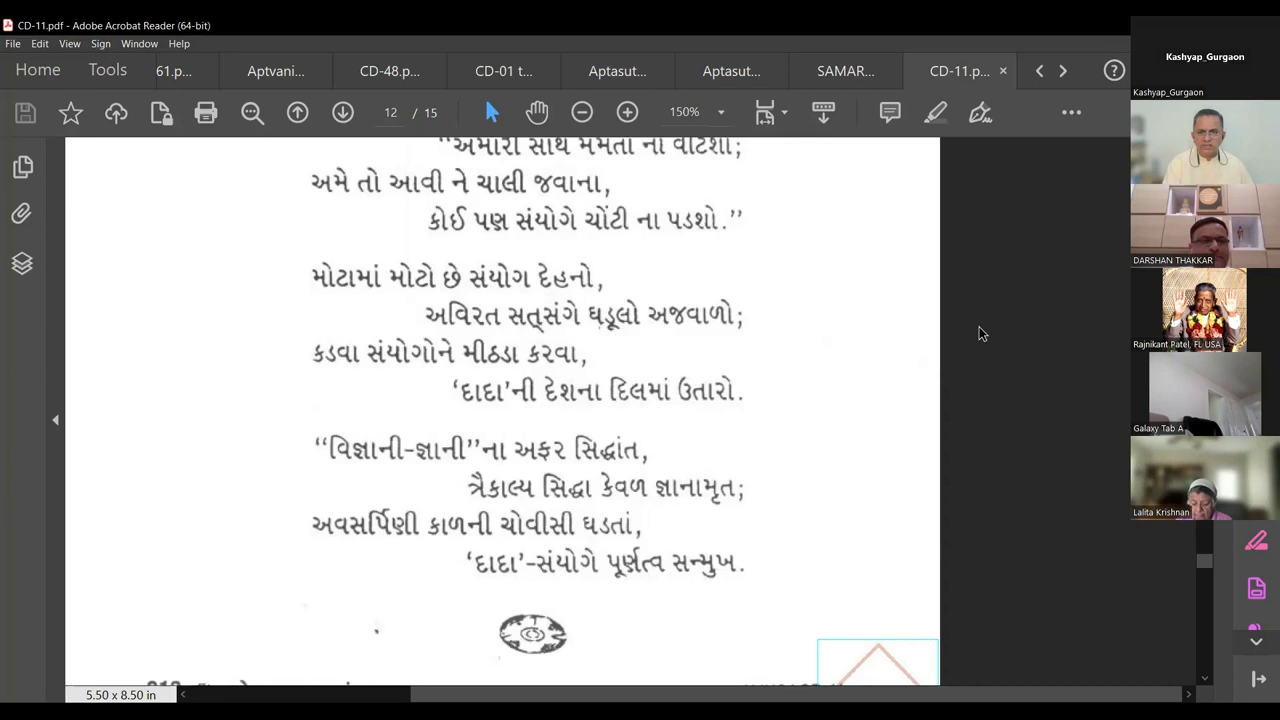 CD-11.pdf - Adobe Acrobat Reader (64-bit)
File Edit View Sign Window Help
Home Tools 61.p... Aptvani... CD-48.p... CD-01 t... Aptasut... Aptasut... SAMAR... CD-11.p... ×
12 / 15 150%
"અમારી સાથે મમતા ના વાટશો;
અમે તો આવી ને ચાલી જવાના,
કોઈ પણ સંયોગે ચોંટી ના પડશો."
મોટામાં મોટો છે સંયોગ દેહનો,
અવિરત સત્સંગે ઘડૂલો અજવાળો;
કડવા સંયોગોને મીઠડા કરવા,
'દાદા'ની દેશના દિલમાં ઉતારો.
"વિજ્ઞાની-જ્ઞાની"ના અફર સિદ્ધાંત,
ત્રૈકાલ્ય સિદ્ધા કેવળ જ્ઞાનામૃત;
અવસર્પિણી કાળની ચોવીસી ઘડતાં,
'દાદા'-સંયોગે પૂર્ણત્વ સન્મુખ.
5.50 x 8.50 in
Kashyap_Gurgaon
Kashyap_Gurgaon
DARSHAN THAKKAR
Rajnikant Patel, FL USA
Galaxy Tab A
Lalita Krishnan